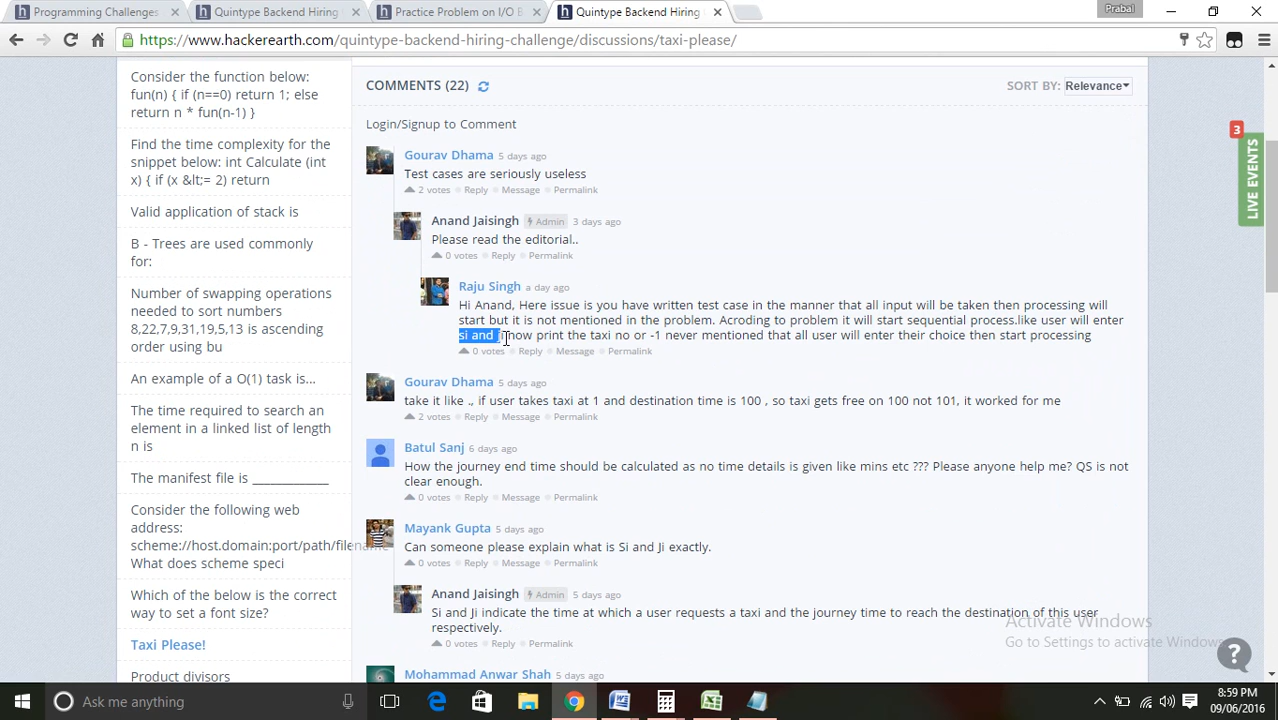 Programming Challenges
Quintype Backend Hiring
Practice Problem on I/O B
Quintype Backend Hiring
Prabal
https://www.hackerearth.com/quintype-backend-hiring-challenge/discussions/taxi-please/
Consider the function below:
fun(n) { if (n==0) return 1; else
return n * fun(n-1) }
Find the time complexity for the
snippet below: int Calculate (int
x) { if (x &lt;= 2) return
Valid application of stack is
B - Trees are used commonly
for:
Number of swapping operations
needed to sort numbers
8,22,7,9,31,19,5,13 is ascending
order using bu
An example of a O(1) task is...
The time required to search an
element in a linked list of length
n is
The manifest file is ____________
Consider the following web
address:
scheme://host.domain:port/path/filename
What does scheme speci
Which of the below is the correct
way to set a font size?
Taxi Please!
Product divisors
COMMENTS (22)
SORT BY: Relevance
Login/Signup to Comment
Gourav Dhama 5 days ago
Test cases are seriously useless
2 votes Reply Message Permalink
Anand Jaisingh Admin 3 days ago
Please read the editorial..
0 votes Reply Permalink
Raju Singh a day ago
Hi Anand, Here issue is you have written test case in the manner that all input will be taken then processing will
start but it is not mentioned in the problem. Acroding to problem it will start sequential process.like user will enter
si and ji now print the taxi no or -1 never mentioned that all user will enter their choice then start processing
0 votes Reply Message Permalink
Gourav Dhama 5 days ago
take it like ., if user takes taxi at 1 and destination time is 100 , so taxi gets free on 100 not 101, it worked for me
2 votes Reply Message Permalink
Batul Sanj 6 days ago
How the journey end time should be calculated as no time details is given like mins etc ??? Please anyone help me? QS is not
clear enough.
0 votes Reply Message Permalink
Mayank Gupta 5 days ago
Can someone please explain what is Si and Ji exactly.
0 votes Reply Message Permalink
Anand Jaisingh Admin 5 days ago
Si and Ji indicate the time at which a user requests a taxi and the journey time to reach the destination of this user
respectively.
0 votes Reply Permalink
Mohammad Anwar Shah 5 days ago
3
LIVE EVENTS
Activate Windows
Go to Settings to activate Windows.
?
Ask me anything
8:59 PM
09/06/2016